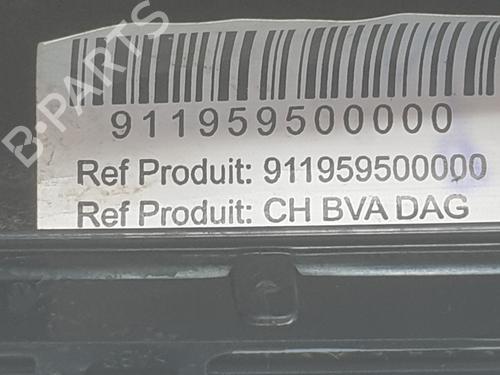 B-PARTS
911959500000
Ref Produit: 911959500000
Ref Produit: CH BVA DAG